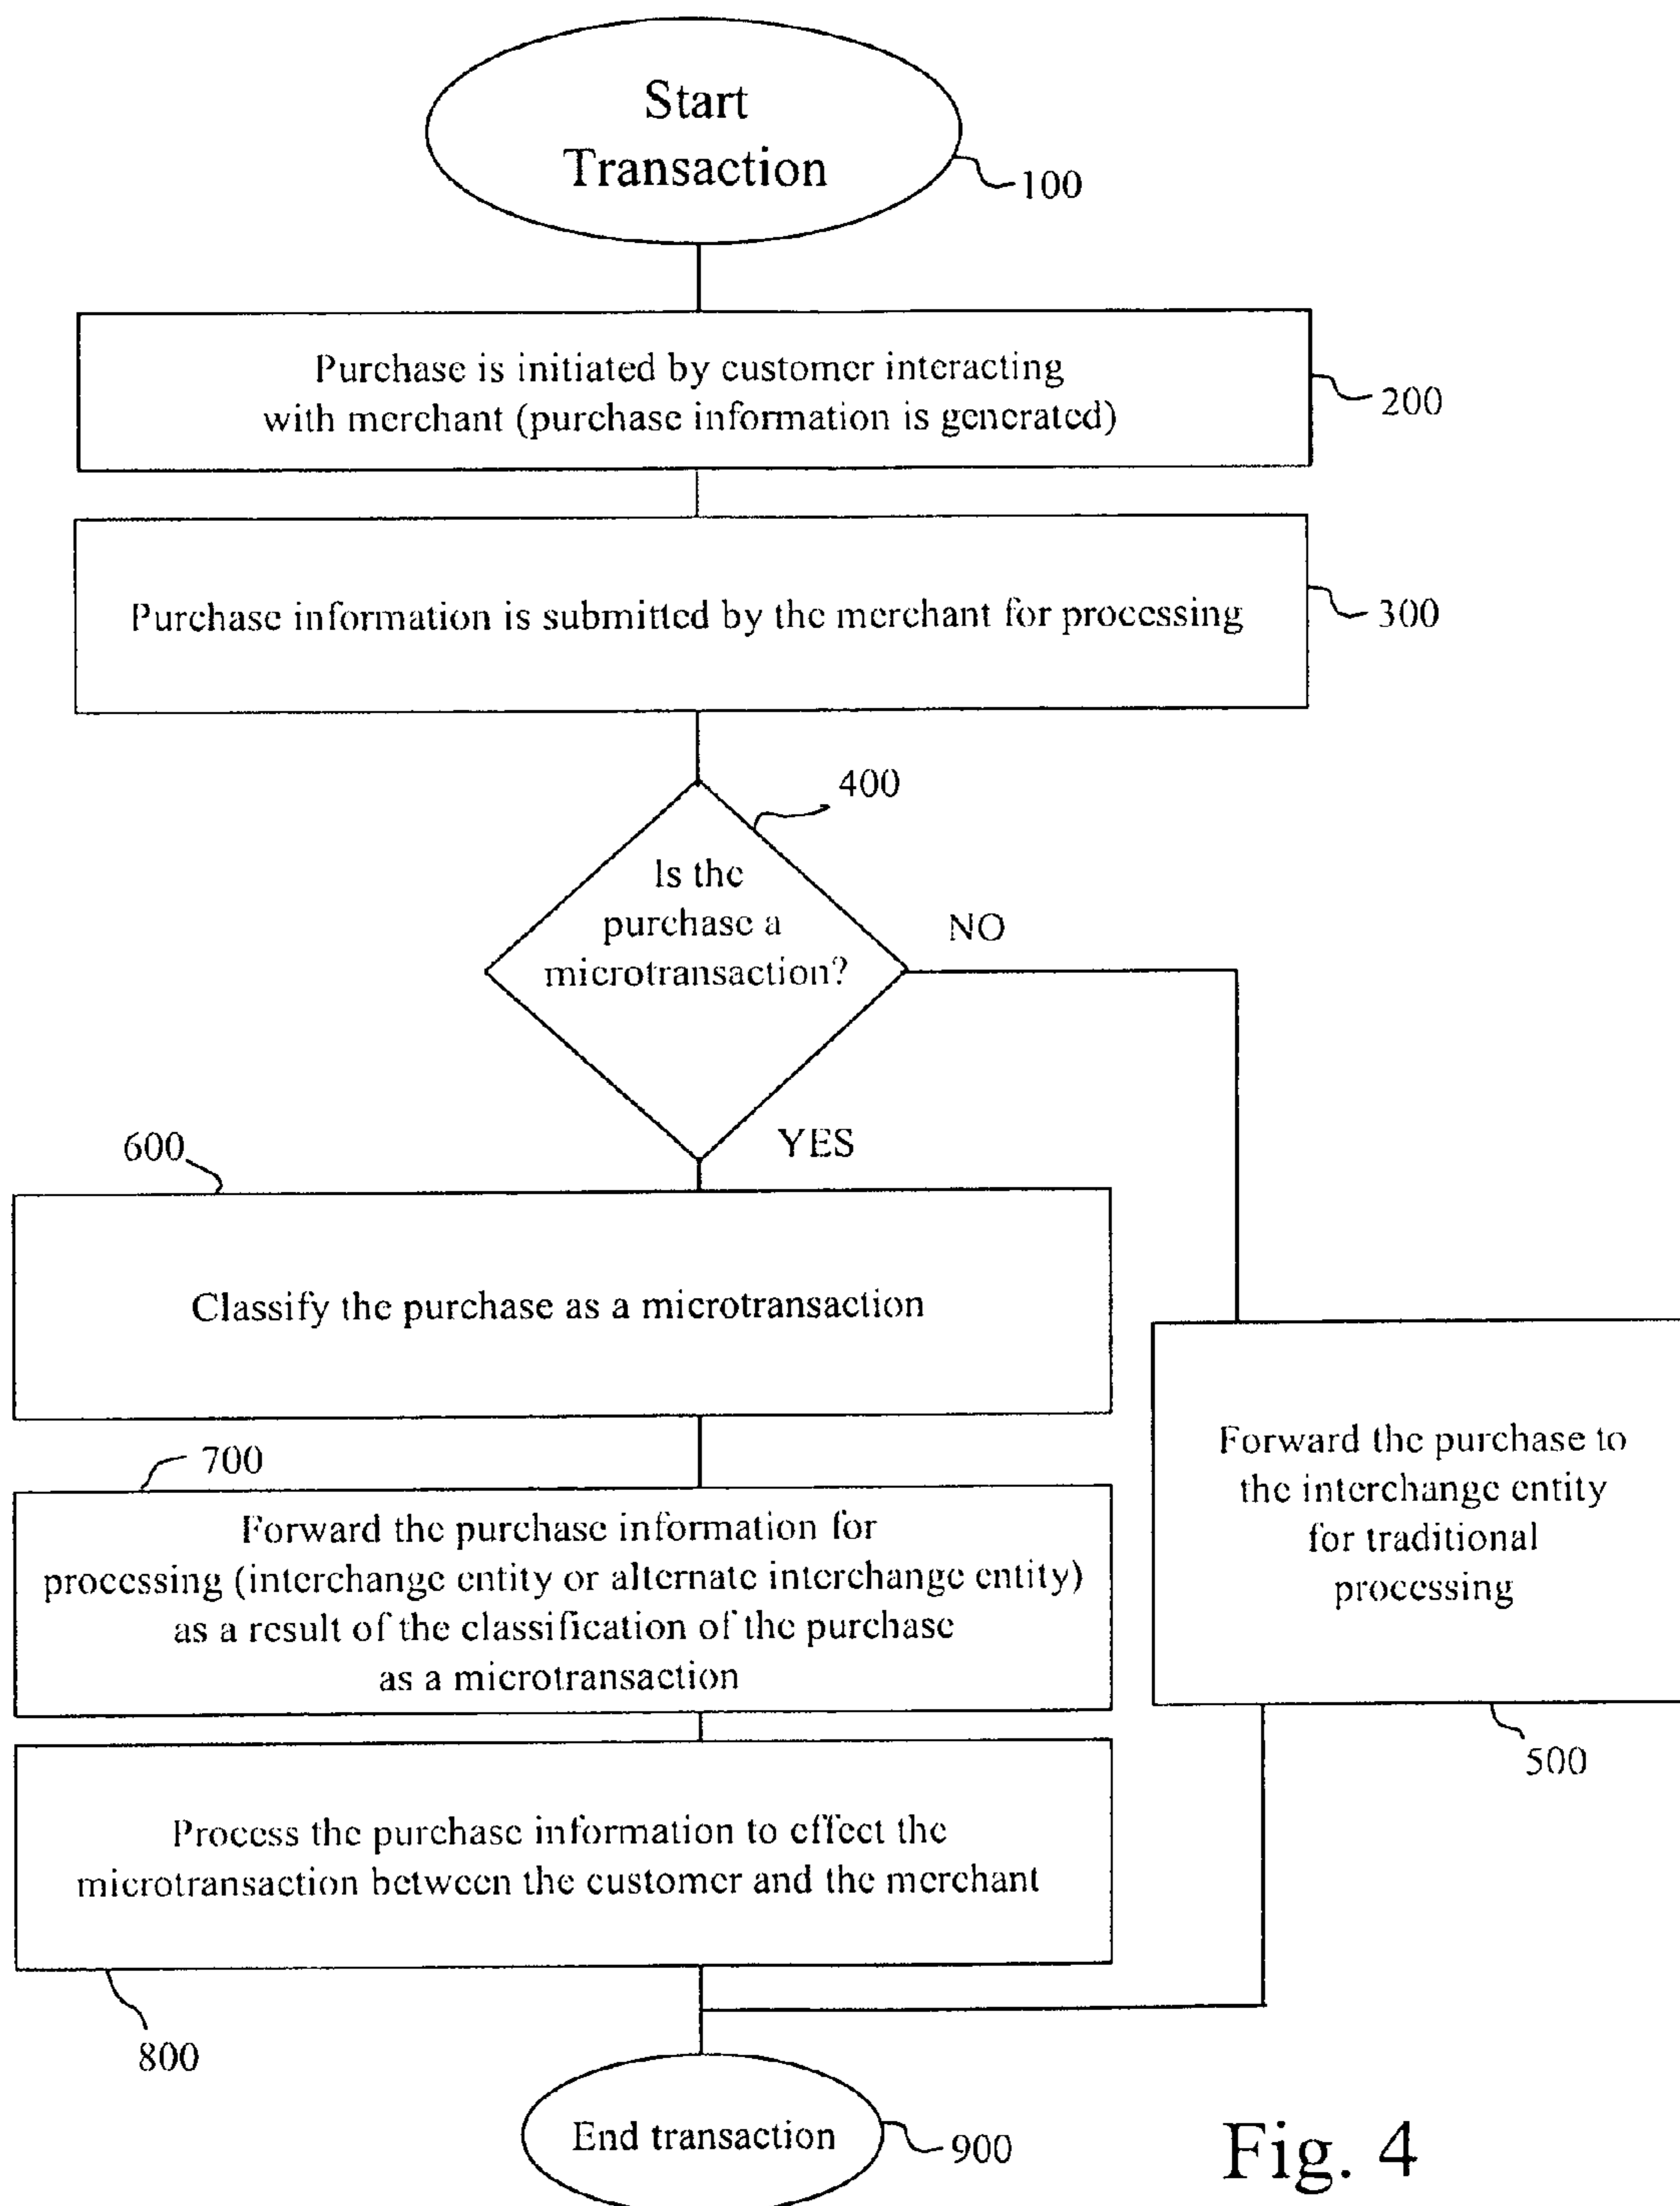 Start
Transaction
100
Purchase is initiated by customer interacting
with merchant (purchase information is generated)
200
Purchase information is submitted by the merchant for processing
300
400
Is the
purchase a
microtransaction?
NO
YES
600
Classify the purchase as a microtransaction
700
Forward the purchase information for
processing (interchange entity or alternate interchange entity)
as a result of the classification of the purchase
as a microtransaction
Forward the purchase to
the interchange entity
for traditional
processing
500
Process the purchase information to effect the
microtransaction between the customer and the merchant
800
End transaction
900
Fig. 4